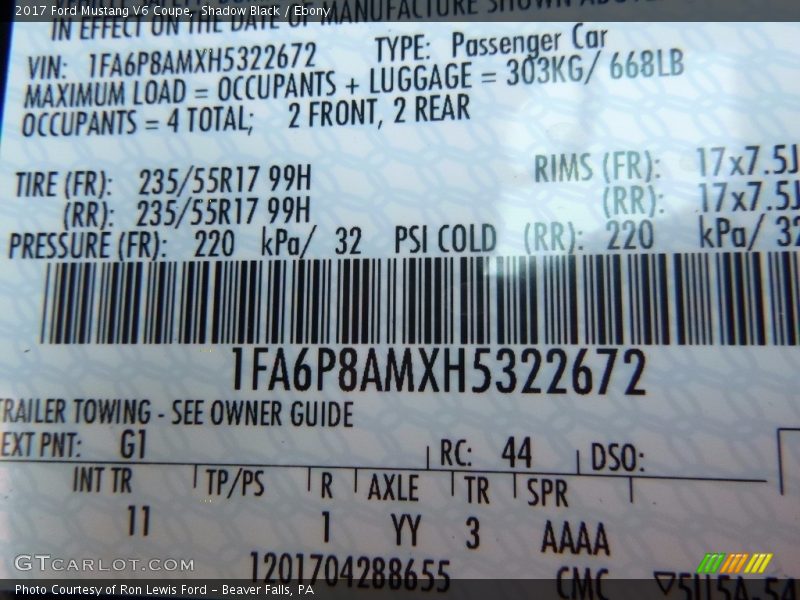 2017 Ford Mustang V6 Coupe, Shadow Black / Ebony
IN EFFECT ON THE DATE OF MANUFACTURE SHOWN
VIN: 1FA6P8AMXH5322672 TYPE: Passenger Car
MAXIMUM LOAD = OCCUPANTS + LUGGAGE = 303KG/ 668LB
OCCUPANTS = 4 TOTAL; 2 FRONT, 2 REAR
TIRE (FR): 235/55R17 99H RIMS (FR): 17x7.5J
(RR): 235/55R17 99H (RR): 17x7.5J
PRESSURE (FR): 220 kPa/ 32 PSI COLD (RR): 220 kPa/ 32
1FA6P8AMXH5322672
TRAILER TOWING - SEE OWNER GUIDE
EXT PNT: G1 RC: 44 DSO:
INT TR TP/PS R AXLE TR SPR
11 1 YY 3 AAAA
1201704288655 CMC
GTCARLOT.COM
Photo Courtesy of Ron Lewis Ford - Beaver Falls, PA